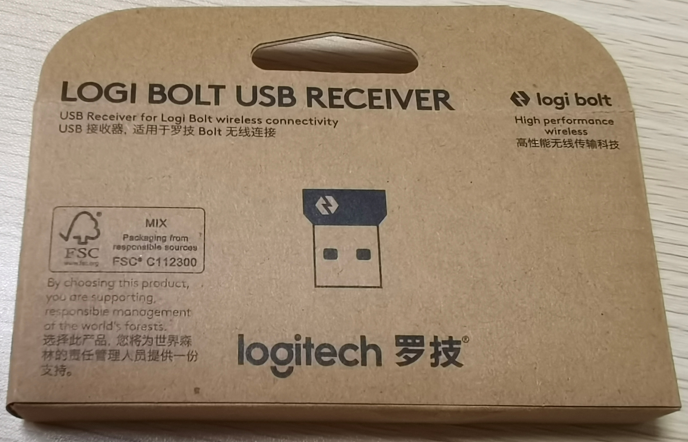 LOGI BOLT USB RECEIVER
USB Receiver for Logi Bolt wireless connectivity
USB 接收器, 适用于罗技 Bolt 无线连接
logi bolt
High performance
wireless
高性能无线传输科技
FSC
www.fsc.org
MIX
Packaging from
responsible sources
FSC® C112300
By choosing this product,
you are supporting,
responsible management
of the world's forests.
选择此产品, 您将为世界森
林的责任管理人员提供一份
支持。
logitech 罗技®